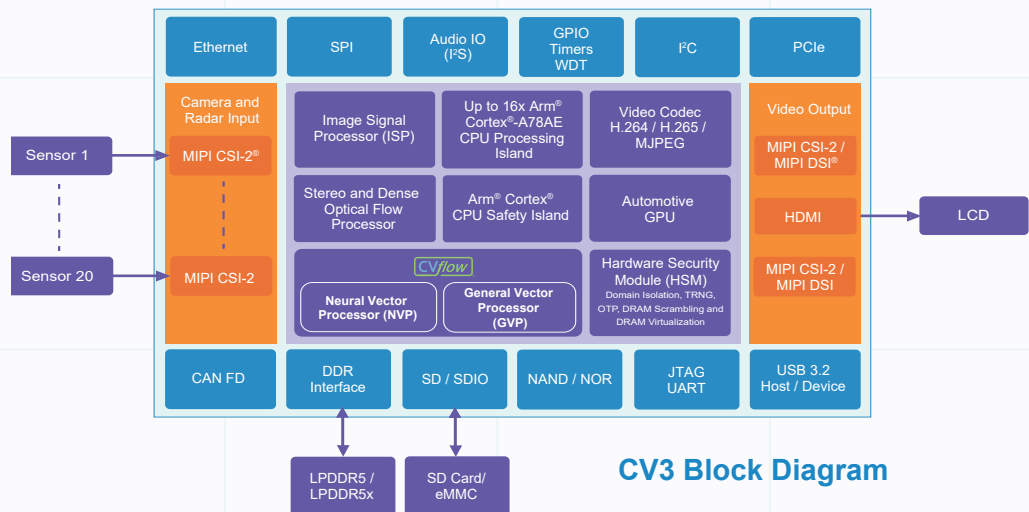 Ethernet
SPI
Audio IO
(I²S)
GPIO
Timers
WDT
I²C
PCIe
Camera and
Radar Input
MIPI CSI-2®
MIPI CSI-2
Sensor 1
Sensor 20
Image Signal
Processor (ISP)
Up to 16x Arm®
Cortex®-A78AE
CPU Processing
Island
Video Codec
H.264 / H.265 /
MJPEG
Stereo and Dense
Optical Flow
Processor
Arm® Cortex®
CPU Safety Island
Automotive
GPU
CVflow
Neural Vector
Processor (NVP)
General Vector
Processor
(GVP)
Hardware Security
Module (HSM)
Domain Isolation, TRNG,
OTP, DRAM Scrambling and
DRAM Virtualization
Video Output
MIPI CSI-2 /
MIPI DSI®
HDMI
MIPI CSI-2 /
MIPI DSI
LCD
CAN FD
DDR
Interface
SD / SDIO
NAND / NOR
JTAG
UART
USB 3.2
Host / Device
LPDDR5 /
LPDDR5x
SD Card/
eMMC
CV3 Block Diagram